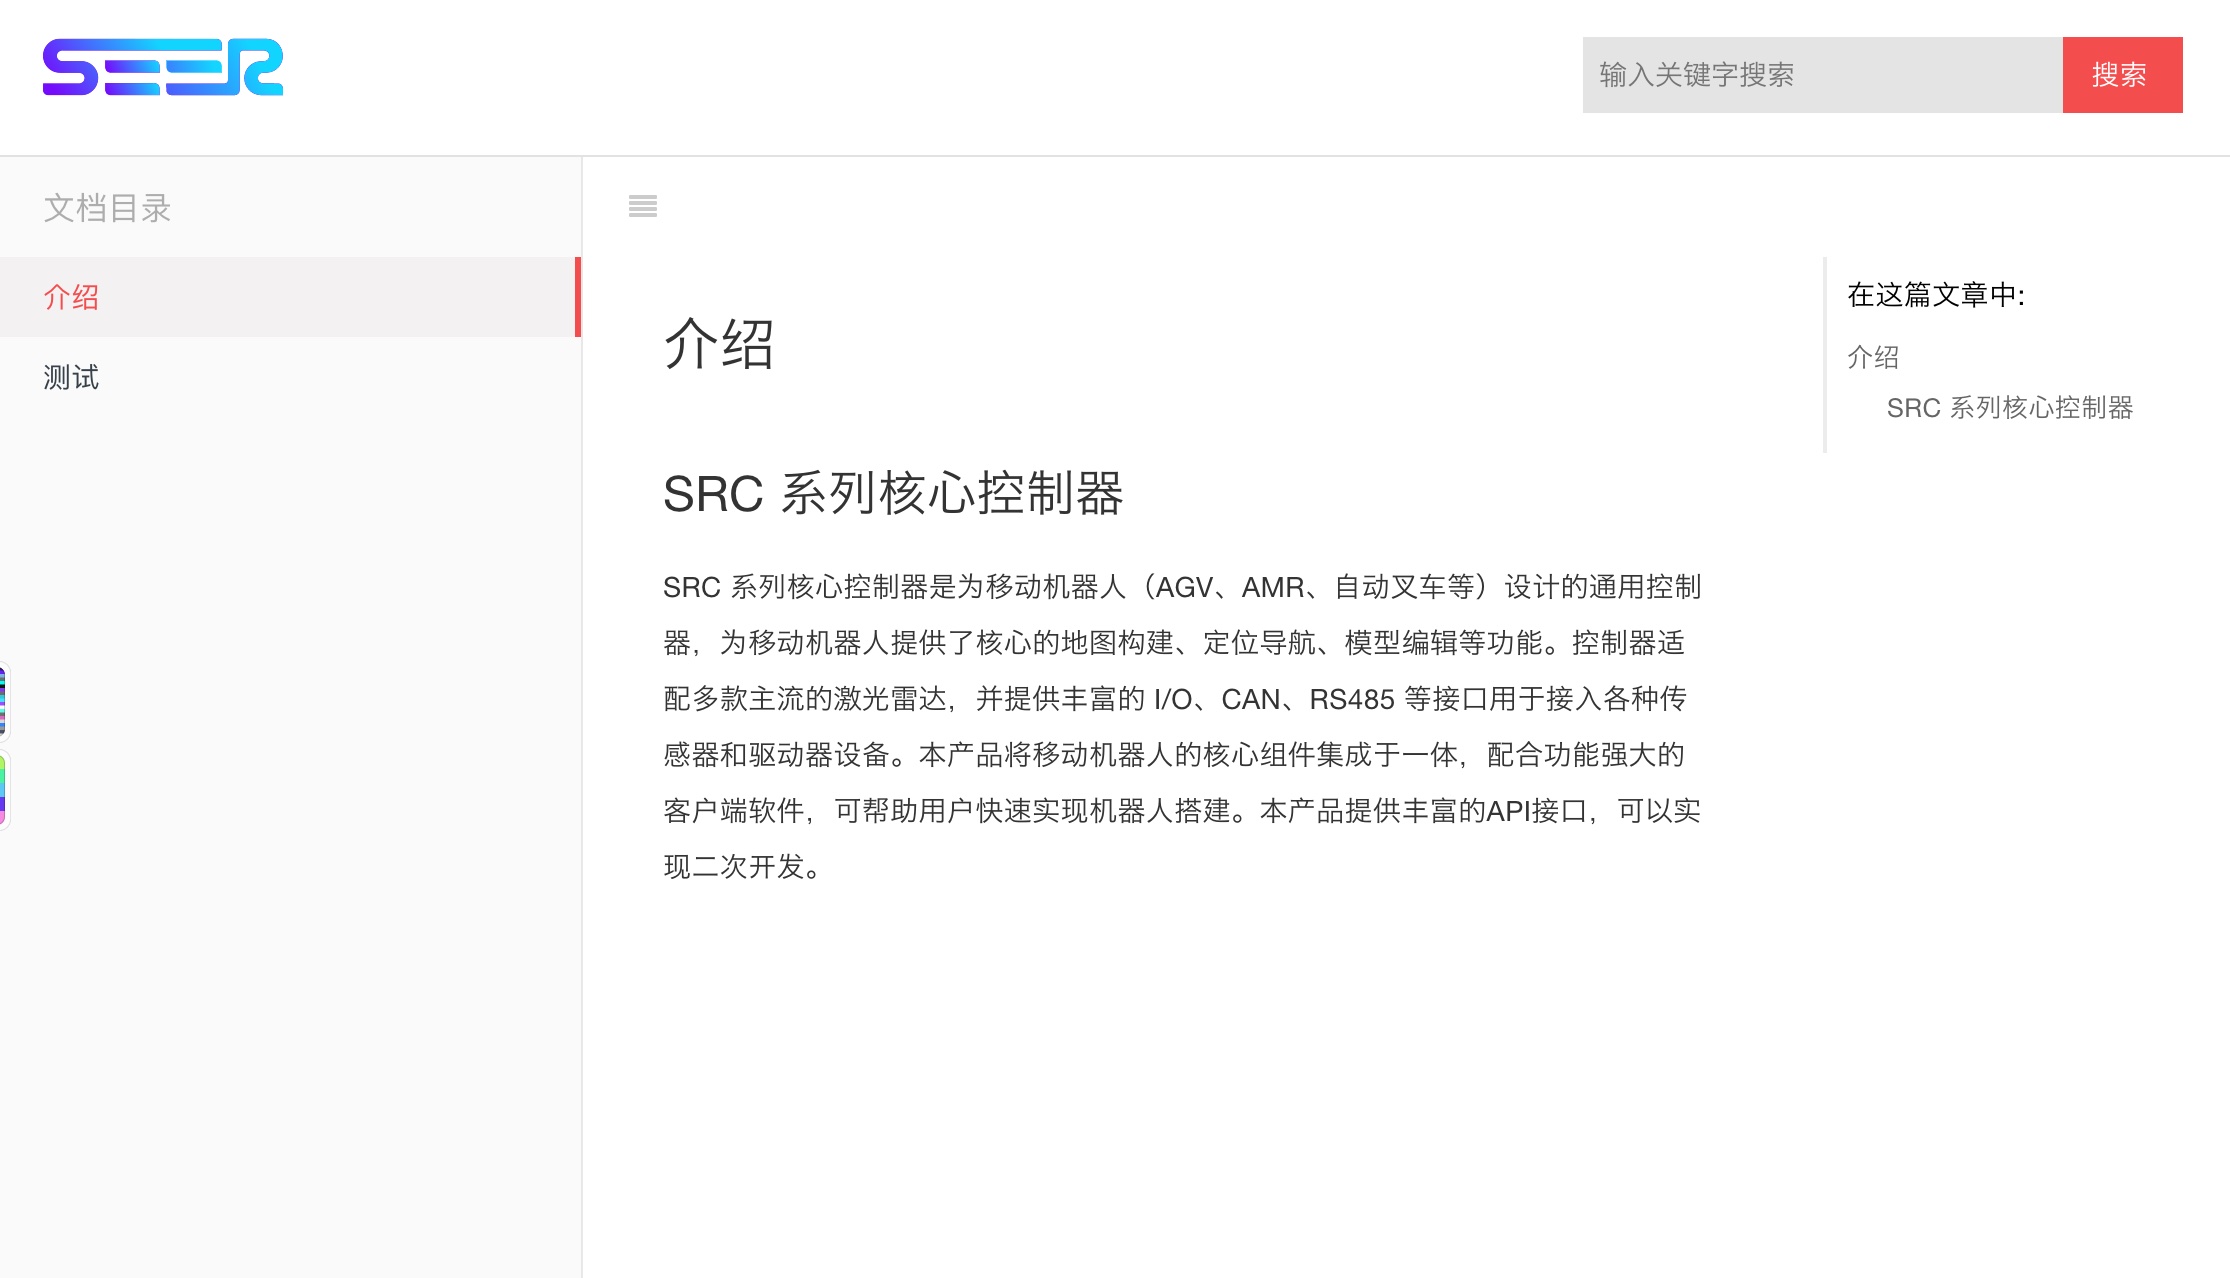 SEER
输入关键字搜索
搜索
文档目录
介绍
测试
介绍
SRC 系列核心控制器
SRC 系列核心控制器是为移动机器人（AGV、AMR、自动叉车等）设计的通用控制
器，为移动机器人提供了核心的地图构建、定位导航、模型编辑等功能。控制器适
配多款主流的激光雷达，并提供丰富的 I/O、CAN、RS485 等接口用于接入各种传
感器和驱动器设备。本产品将移动机器人的核心组件集成于一体，配合功能强大的
客户端软件，可帮助用户快速实现机器人搭建。本产品提供丰富的API接口，可以实
现二次开发。
在这篇文章中:
介绍
SRC 系列核心控制器